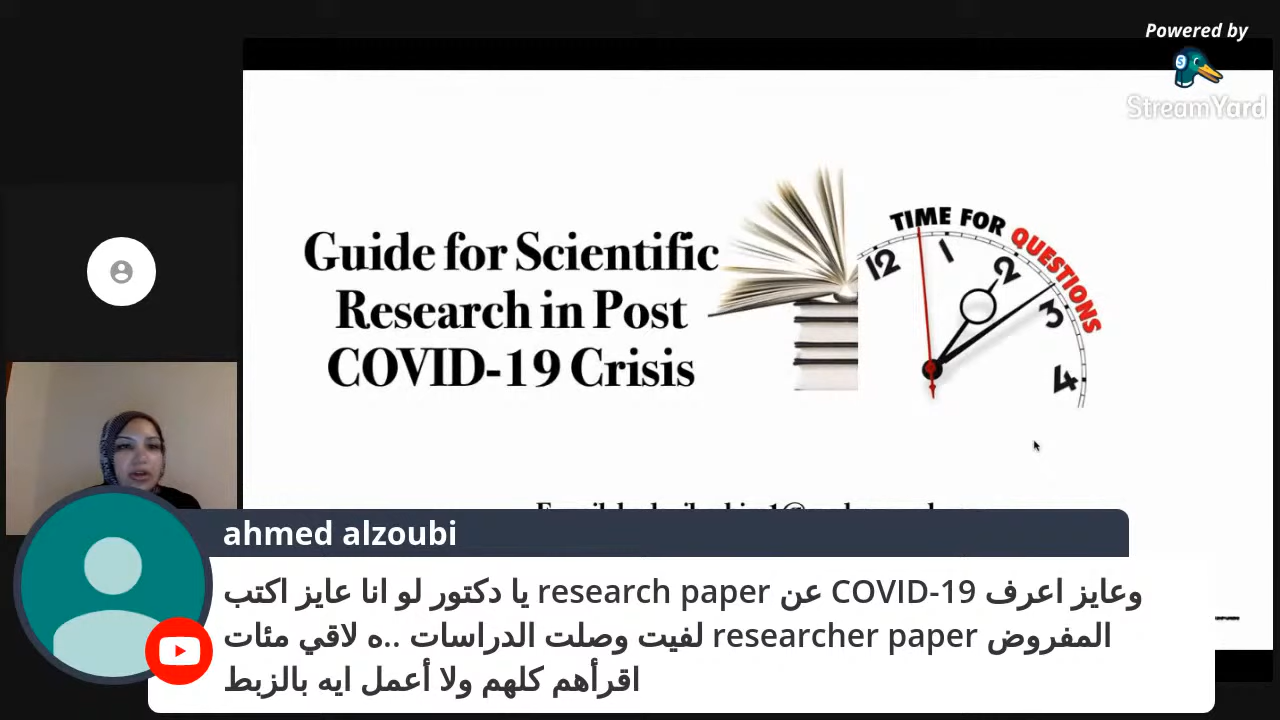 Powered by
StreamYard
Guide for Scientific
Research in Post
COVID-19 Crisis
TIME FOR QUESTIONS
12 1 2 3 4
ahmed alzoubi
يا دكتور لو انا عايز اكتب research paper عن COVID-19 وعايز اعرف
لفيت وصلت الدراسات ..ه لاقي مئات researcher paper المفروض
اقرأهم كلهم ولا أعمل ايه بالزبط